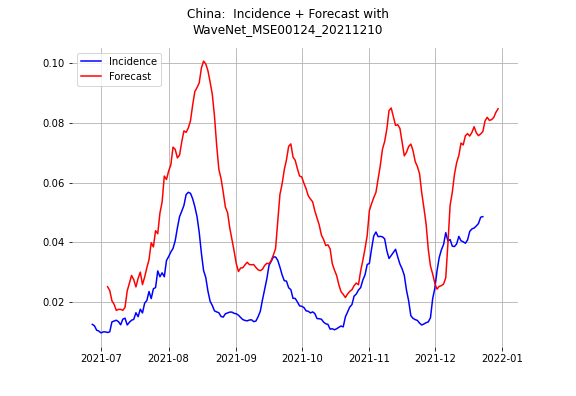 China:  Incidence + Forecast with
WaveNet_MSE00124_20211210
Incidence
Forecast
0.10
0.08
0.06
0.04
0.02
2021-07 2021-08 2021-09 2021-10 2021-11 2021-12 2022-01